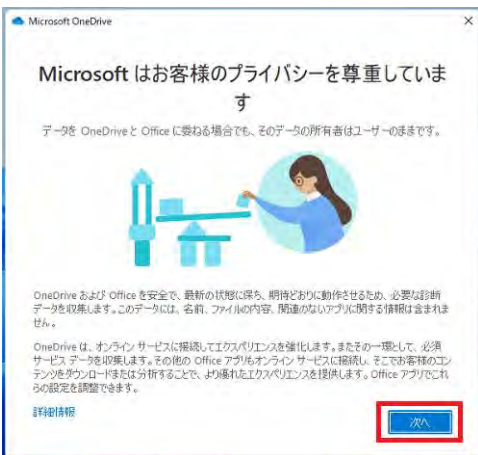 Microsoft OneDrive
Microsoft はお客様のプライバシーを尊重していま
す
データを OneDrive と Office に委ねる場合でも、そのデータの所有者はユーザーのままです。
OneDrive および Office を安全で、最新の状態に保ち、期待どおりに動作させるため、必要な診断
データを収集します。このデータには、名前、ファイルの内容、関連のないアプリに関する情報は含まれま
せん。
OneDrive は、オンライン サービスに接続してエクスペリエンスを強化します。またその一環として、必須
サービス データを収集します。その他の Office アプリもオンライン サービスに接続し、そこでお客様のコン
テンツをダウンロードまたは分析することで、より優れたエクスペリエンスを提供します。Office アプリでこれ
らの設定を調整できます。
詳細情報
次へ